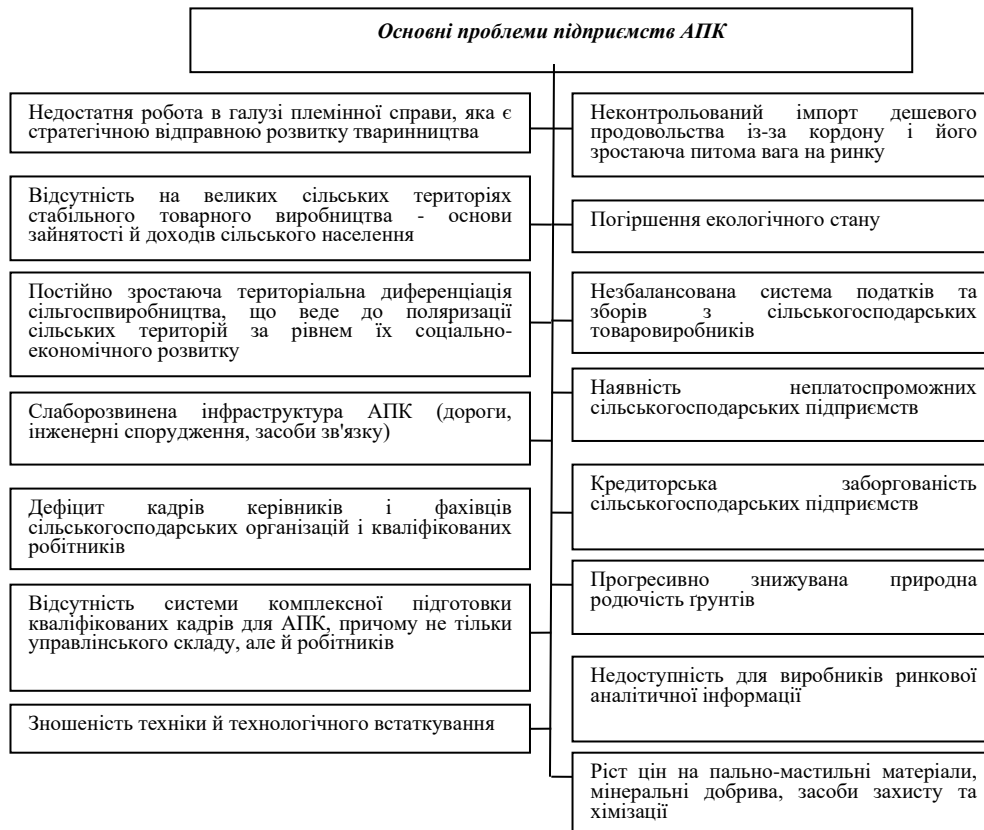 Основні проблеми підприємств АПК
Недостатня робота в галузі племінної справи, яка є
стратегічною відправною розвитку тваринництва
Відсутність на великих сільських територіях
стабільного товарного виробництва - основи
зайнятості й доходів сільського населення
Постійно зростаюча територіальна диференціація
сільгоспвиробництва, що веде до поляризації
сільських територій за рівнем їх соціально-
економічного розвитку
Слаборозвинена інфраструктура АПК (дороги,
інженерні спорудження, засоби зв'язку)
Дефіцит кадрів керівників і фахівців
сільськогосподарських організацій і кваліфікованих
робітників
Відсутність системи комплексної підготовки
кваліфікованих кадрів для АПК, причому не тільки
управлінського складу, але й робітників
Зношеність техніки й технологічного встаткування
Неконтрольований імпорт дешевого
продовольства із-за кордону і його
зростаюча питома вага на ринку
Погіршення екологічного стану
Незбалансована система податків та
зборів з сільськогосподарських
товаровиробників
Наявність неплатоспроможних
сільськогосподарських підприємств
Кредиторська заборгованість
сільськогосподарських підприємств
Прогресивно знижувана природна
родючість ґрунтів
Недоступність для виробників ринкової
аналітичної інформації
Ріст цін на пально-мастильні матеріали,
мінеральні добрива, засоби захисту та
хімізації